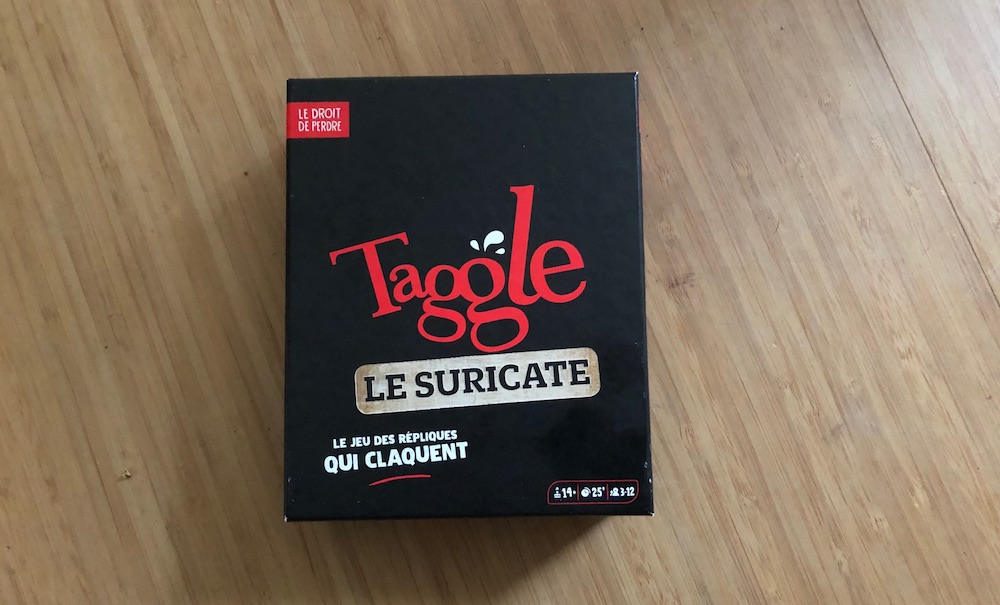 LE DROIT
DE PERDRE
Taggle
LE SURICATE
LE JEU DES RÉPLIQUES
QUI CLAQUENT
14+ 25' 3-12